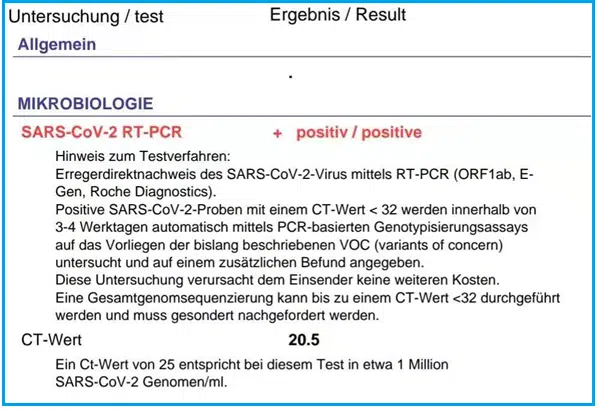 Untersuchung / test Ergebnis / Result
Allgemein
.
MIKROBIOLOGIE
SARS-CoV-2 RT-PCR + positiv / positive
Hinweis zum Testverfahren:
Erregerdirektnachweis des SARS-CoV-2-Virus mittels RT-PCR (ORF1ab, E-
Gen, Roche Diagnostics).
Positive SARS-CoV-2-Proben mit einem CT-Wert < 32 werden innerhalb von
3-4 Werktagen automatisch mittels PCR-basierten Genotypisierungsassays
auf das Vorliegen der bislang beschriebenen VOC (variants of concern)
untersucht und auf einem zusätzlichen Befund angegeben.
Diese Untersuchung verursacht dem Einsender keine weiteren Kosten.
Eine Gesamtgenomsequenzierung kann bis zu einem CT-Wert <32 durchgeführt
werden und muss gesondert nachgefordert werden.
CT-Wert 20.5
Ein Ct-Wert von 25 entspricht bei diesem Test in etwa 1 Million
SARS-CoV-2 Genomen/ml.